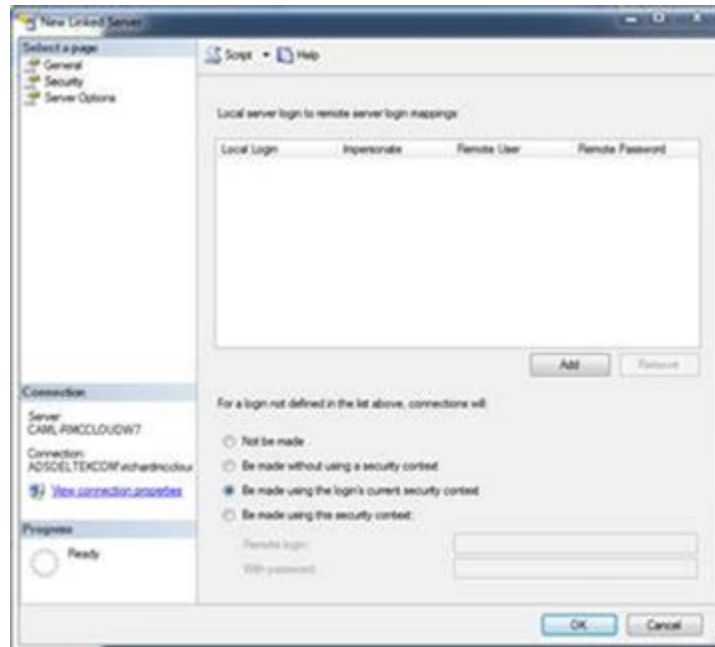 New Linked Server
Select a page
General
Security
Server Options
Script Help
Local server login to remote server login mappings:
Local Login Impersonate Remote User Remote Password
Add Remove
Connection
Server:
CAML-RMCCLOUDW7
Connection:
View connection properties
Progress
Ready
For a login not defined in the list above, connections will:
Not be made
Be made without using a security context
Be made using the login's current security context
Be made using this security context:
Remote login:
With password:
OK Cancel